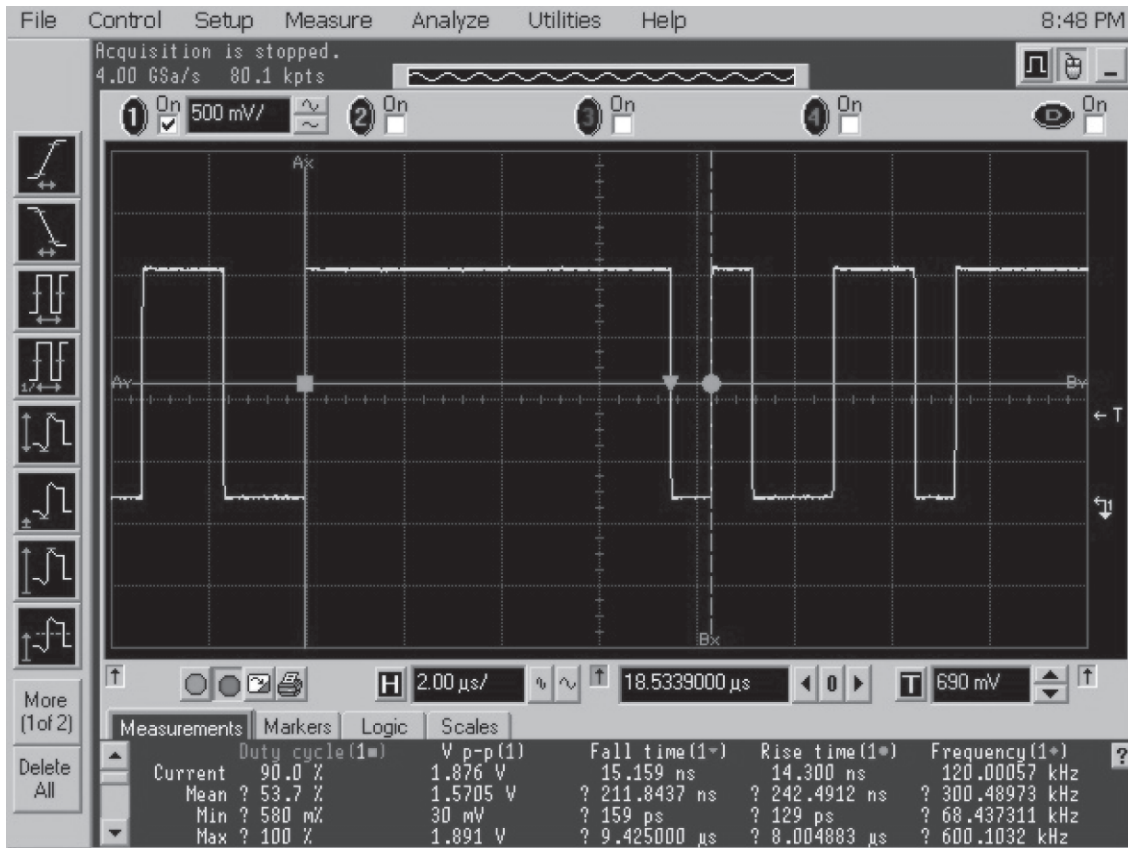 File Control Setup Measure Analyze Utilities Help 8:48 PM
Acquisition is stopped.
4.00 GSa/s 80.1 kpts
1 On 500 mV/ 2 On 3 On 4 On D On
Ax
Ay By
T
Bx
H 2.00 µs/ 18.5339000 µs 0 T 690 mV
More
(1of 2)
Delete
All
Measurements Markers Logic Scales
Duty cycle(1■) V p-p(1) Fall time(1▾) Rise time(1●) Frequency(1◆) ?
Current 90.0 % 1.876 V 15.159 ns 14.300 ns 120.00057 kHz
Mean ? 53.7 % 1.5705 V ? 211.8437 ns ? 242.4912 ns ? 300.48973 kHz
Min ? 580 m% 30 mV ? 159 ps ? 129 ps ? 68.437311 kHz
Max ? 100 % 1.891 V ? 9.425000 µs ? 8.004883 µs ? 600.1032 kHz